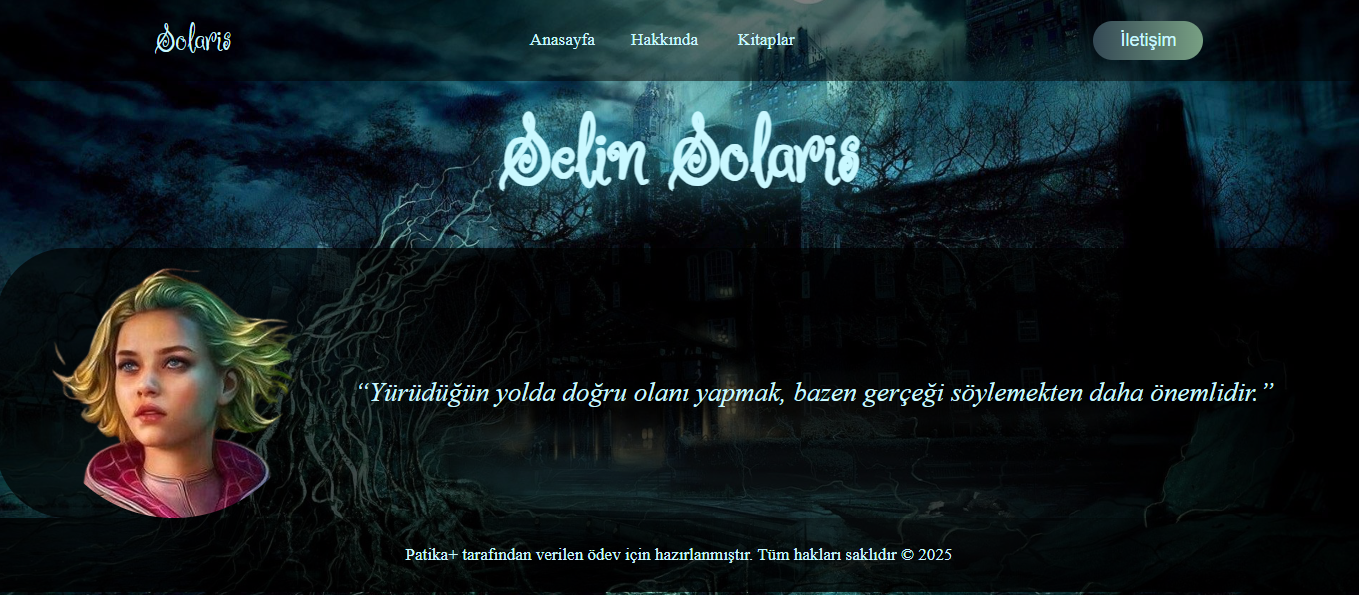 Solaris
Anasayfa Hakkında Kitaplar
İletişim
Selin Solaris
“Yürüdüğün yolda doğru olanı yapmak, bazen gerçeği söylemekten daha önemlidir.”
Patika+ tarafından verilen ödev için hazırlanmıştır. Tüm hakları saklıdır © 2025